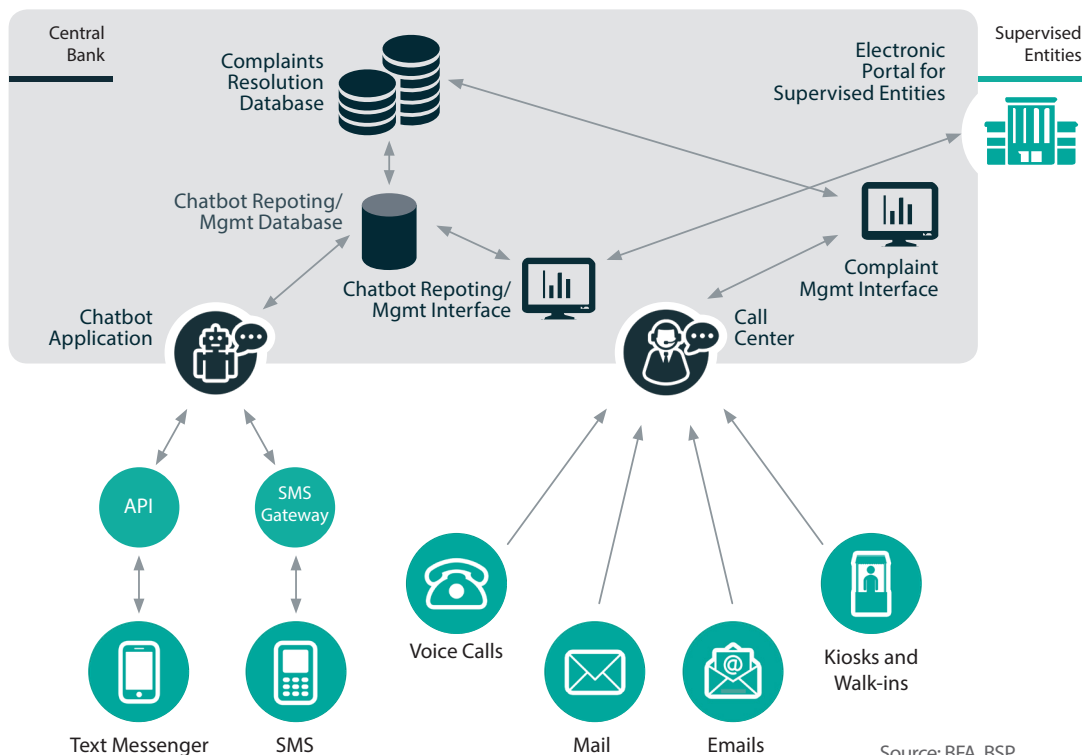 Central
Bank
Supervised
Entities
Complaints
Resolution
Database
Electronic
Portal for
Supervised Entities
Chatbot Repoting/
Mgmt Database
Chatbot Repoting/
Mgmt Interface
Complaint
Mgmt Interface
Chatbot
Application
Call
Center
API
SMS
Gateway
Voice Calls
Kiosks and
Walk-ins
Text Messenger
SMS
Mail
@
Emails
Source: RFA, BSP